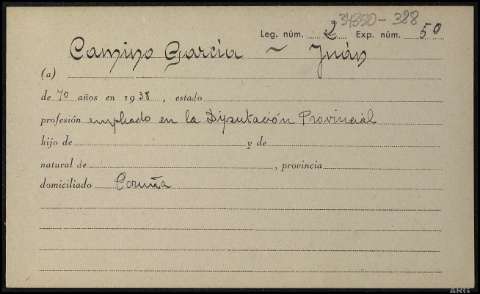 34350-328
Leg. núm. 2 Exp. núm. 50
Camino García ~ Juan
(a)
de 70 años en 1938, estado
profesión empleado en la Diputación Provincial
hijo de y de
natural de , provincia
domiciliado Coruña